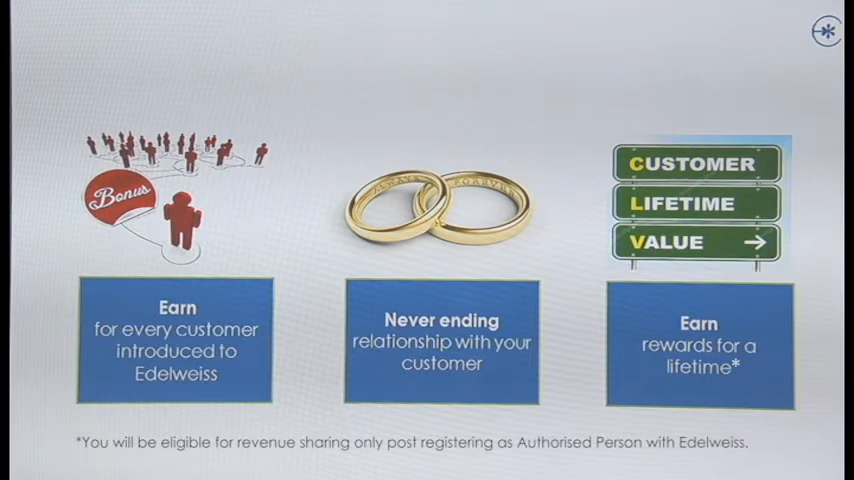 Bonus
CUSTOMER
LIFETIME
VALUE
Earn
for every customer
introduced to
Edelweiss
Never ending
relationship with your
customer
Earn
rewards for a
lifetime*
*You will be eligible for revenue sharing only post registering as Authorised Person with Edelweiss.